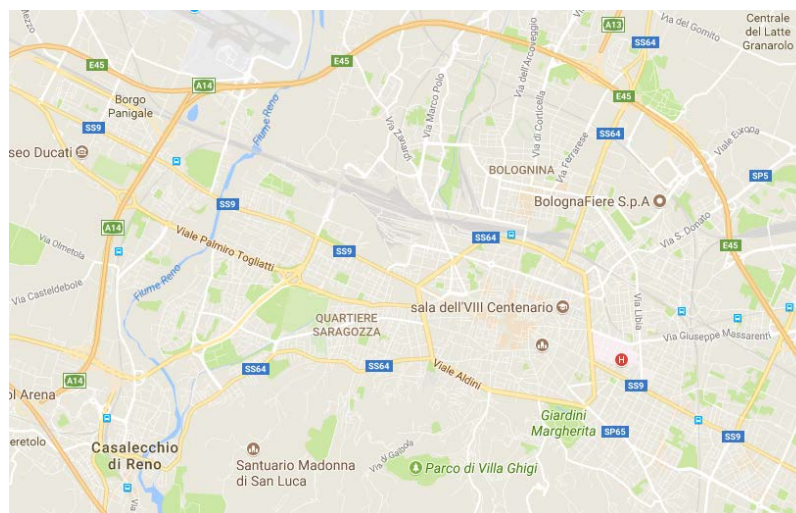 A13
Via del Gomito
Centrale
del Latte
Granarolo
SS64
E45
E45
A14
Mezzo
Via dell'Arcoveggio
Via Marco Polo
Via di Corticella
Borgo
Panigale
E45
Fiume Reno
Via Zanardi
SS9
SS64
Via Ferrarese
Viale Europa
seo Ducati
BOLOGNINA
SP5
BolognaFiere S.p.A
SS9
A14
Via S. Donato
Viale Palmiro Togliatti
SS9
SS64
E45
Via Olmetola
Fiume Reno
Via Casteldebole
sala dell'VIII Centenario
Via Libia
QUARTIERE
SARAGOZZA
Via Giuseppe Massarenti
H
SS64
SS64
Viale Aldini
A14
SS9
ol Arena
Giardini
Margherita
SP65
SS9
eretolo
Casalecchio
di Reno
Santuario Madonna
di San Luca
Via di Gaibola
Parco di Villa Ghigi
Via